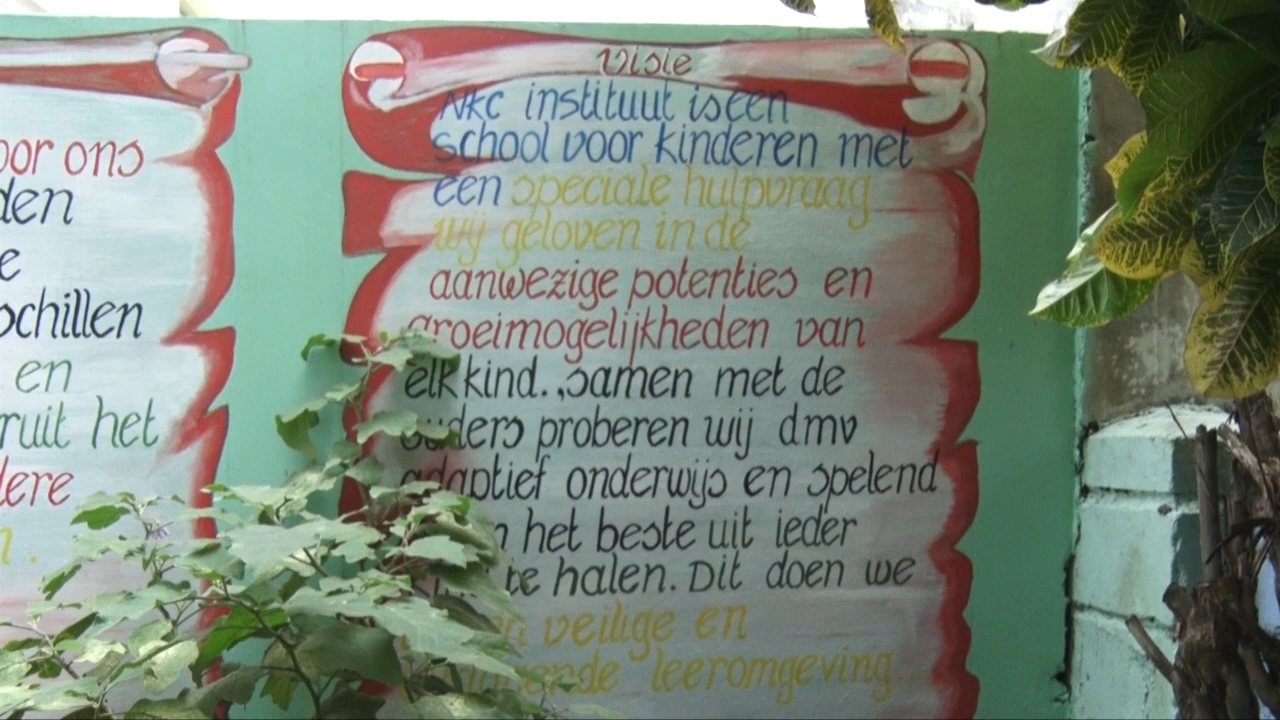 oor ons
den
e
schillen
en
ruit het
dere
n.
Visie
NKC instituut is een
school voor kinderen met
een speciale hulpvraag
wij geloven in de
aanwezige potenties en
groeimogelijkheden van
elk kind.,samen met de
ouders proberen wij dmv
adaptief onderwijs en spelend
het beste uit ieder
te halen. Dit doen we
veilige en
leeromgeving..